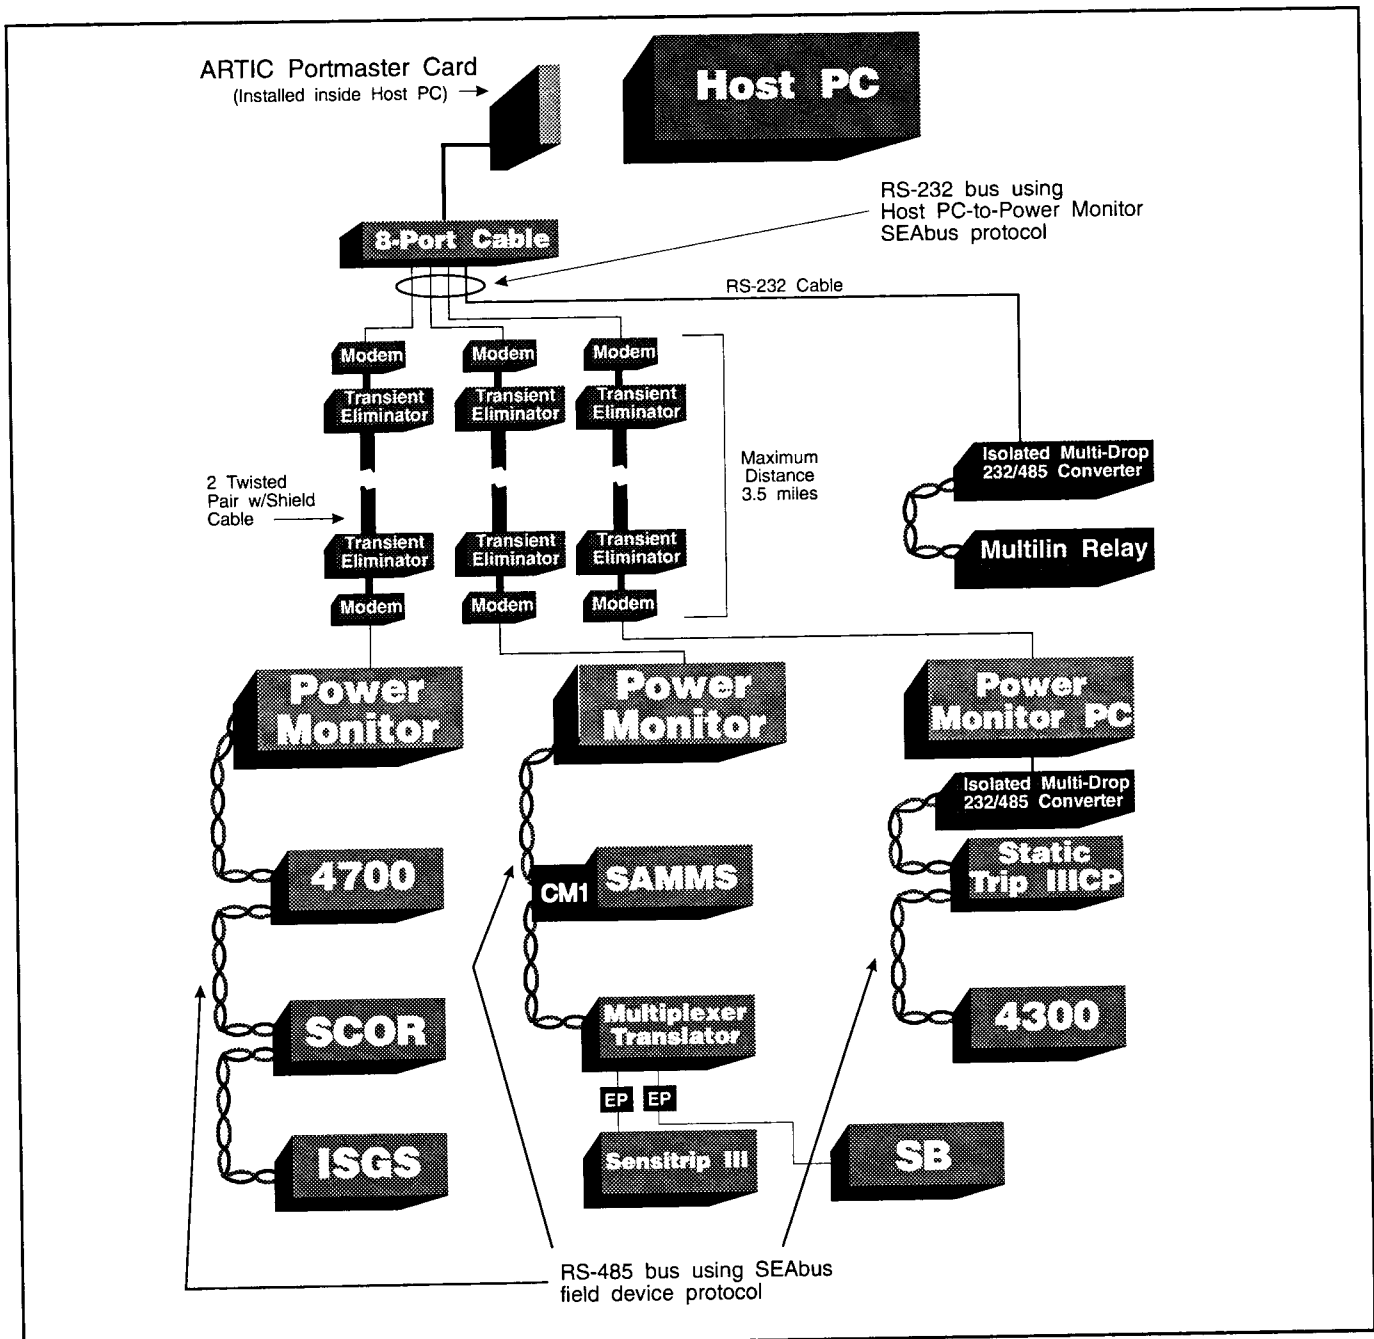 ARTIC Portmaster Card
(Installed inside Host PC)
Host PC
RS-232 bus using
Host PC-to-Power Monitor
SEAbus protocol
8-Port Cable
RS-232 Cable
Modem
Modem
Modem
Transient
Eliminator
Transient
Eliminator
Transient
Eliminator
Maximum
Distance
3.5 miles
Isolated Multi-Drop
232/485 Converter
2 Twisted
Pair w/Shield
Cable
Transient
Eliminator
Transient
Eliminator
Transient
Eliminator
Multilin Relay
Modem
Modem
Modem
Power
Monitor
Power
Monitor
Power
Monitor PC
Isolated Multi-Drop
232/485 Converter
4700
CM1
SAMMS
Static
Trip IIICP
SCOR
Multiplexer
Translator
4300
EP
EP
ISGS
Sensitrip III
SB
RS-485 bus using SEAbus
field device protocol